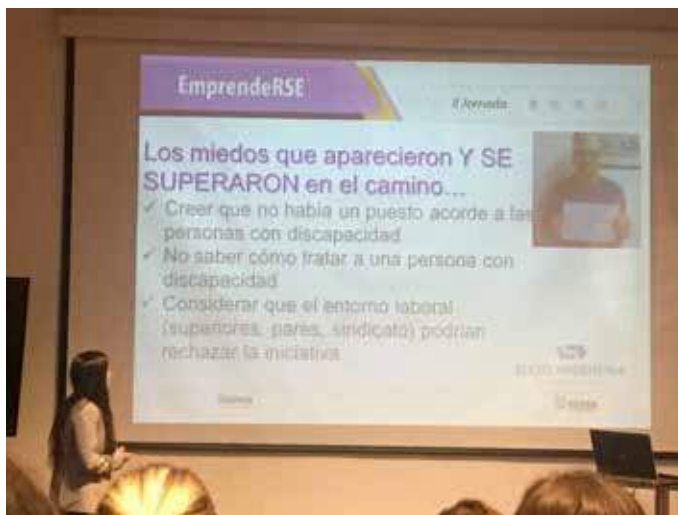 EmprendeRSE
II Jornada
Los miedos que aparecieron Y SE
SUPERARON en el camino...
✓ Creer que no había un puesto acorde a las
personas con discapacidad.
✓ No saber cómo tratar a una persona con
discapacidad.
✓ Considerar que el entorno laboral
(superiores, pares, sindicato) podrían
rechazar la iniciativa.